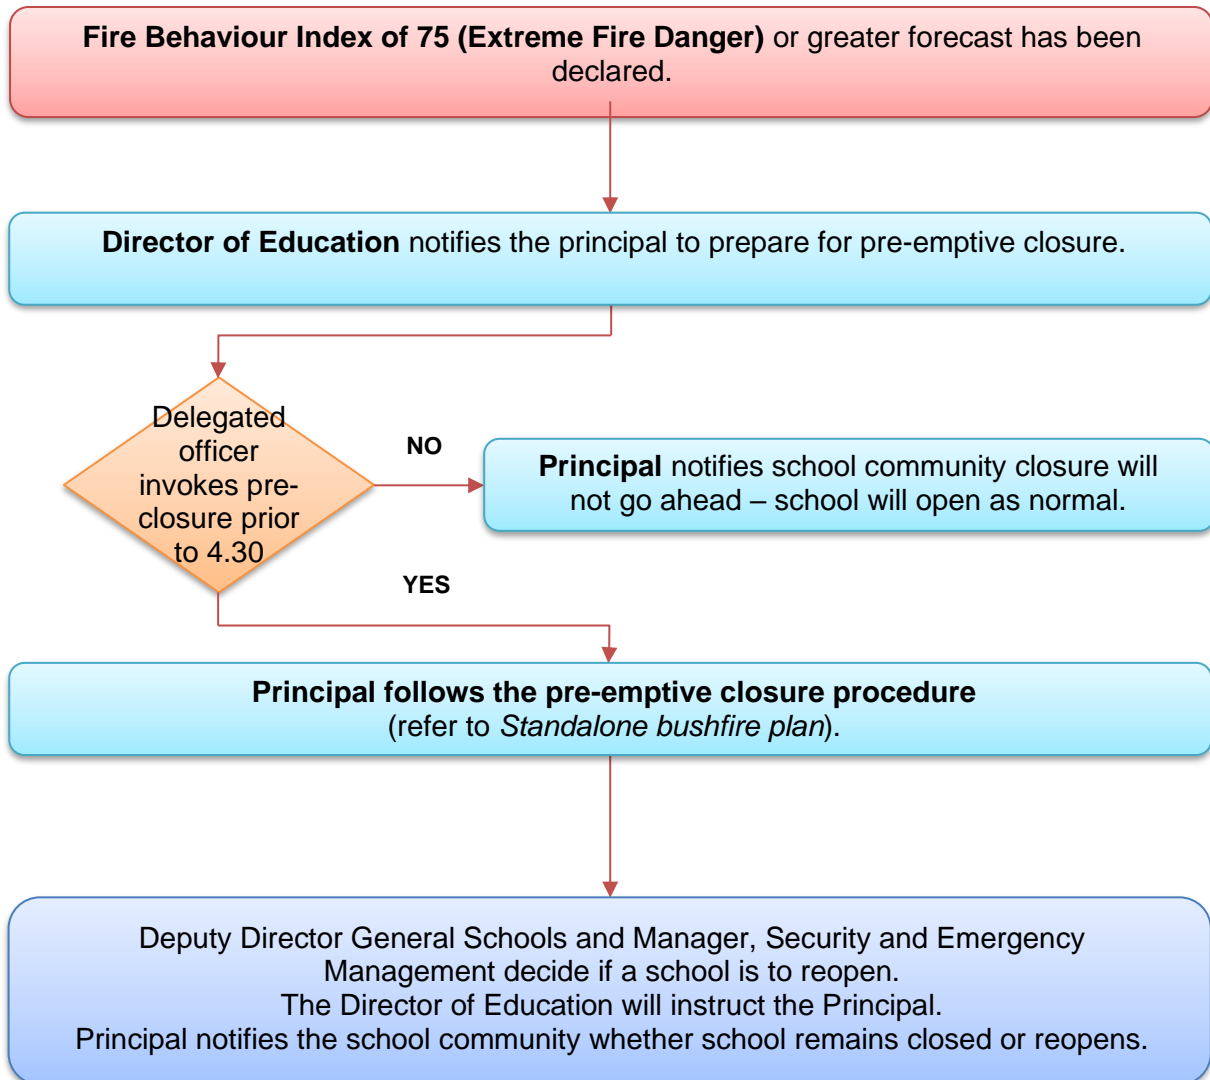 Fire Behaviour Index of 75 (Extreme Fire Danger) or greater forecast has been
declared.
Director of Education notifies the principal to prepare for pre-emptive closure.
Delegated
officer
invokes pre-
closure prior
to 4.30
NO
Principal notifies school community closure will
not go ahead – school will open as normal.
YES
Principal follows the pre-emptive closure procedure
(refer to Standalone bushfire plan).
Deputy Director General Schools and Manager, Security and Emergency
Management decide if a school is to reopen.
The Director of Education will instruct the Principal.
Principal notifies the school community whether school remains closed or reopens.